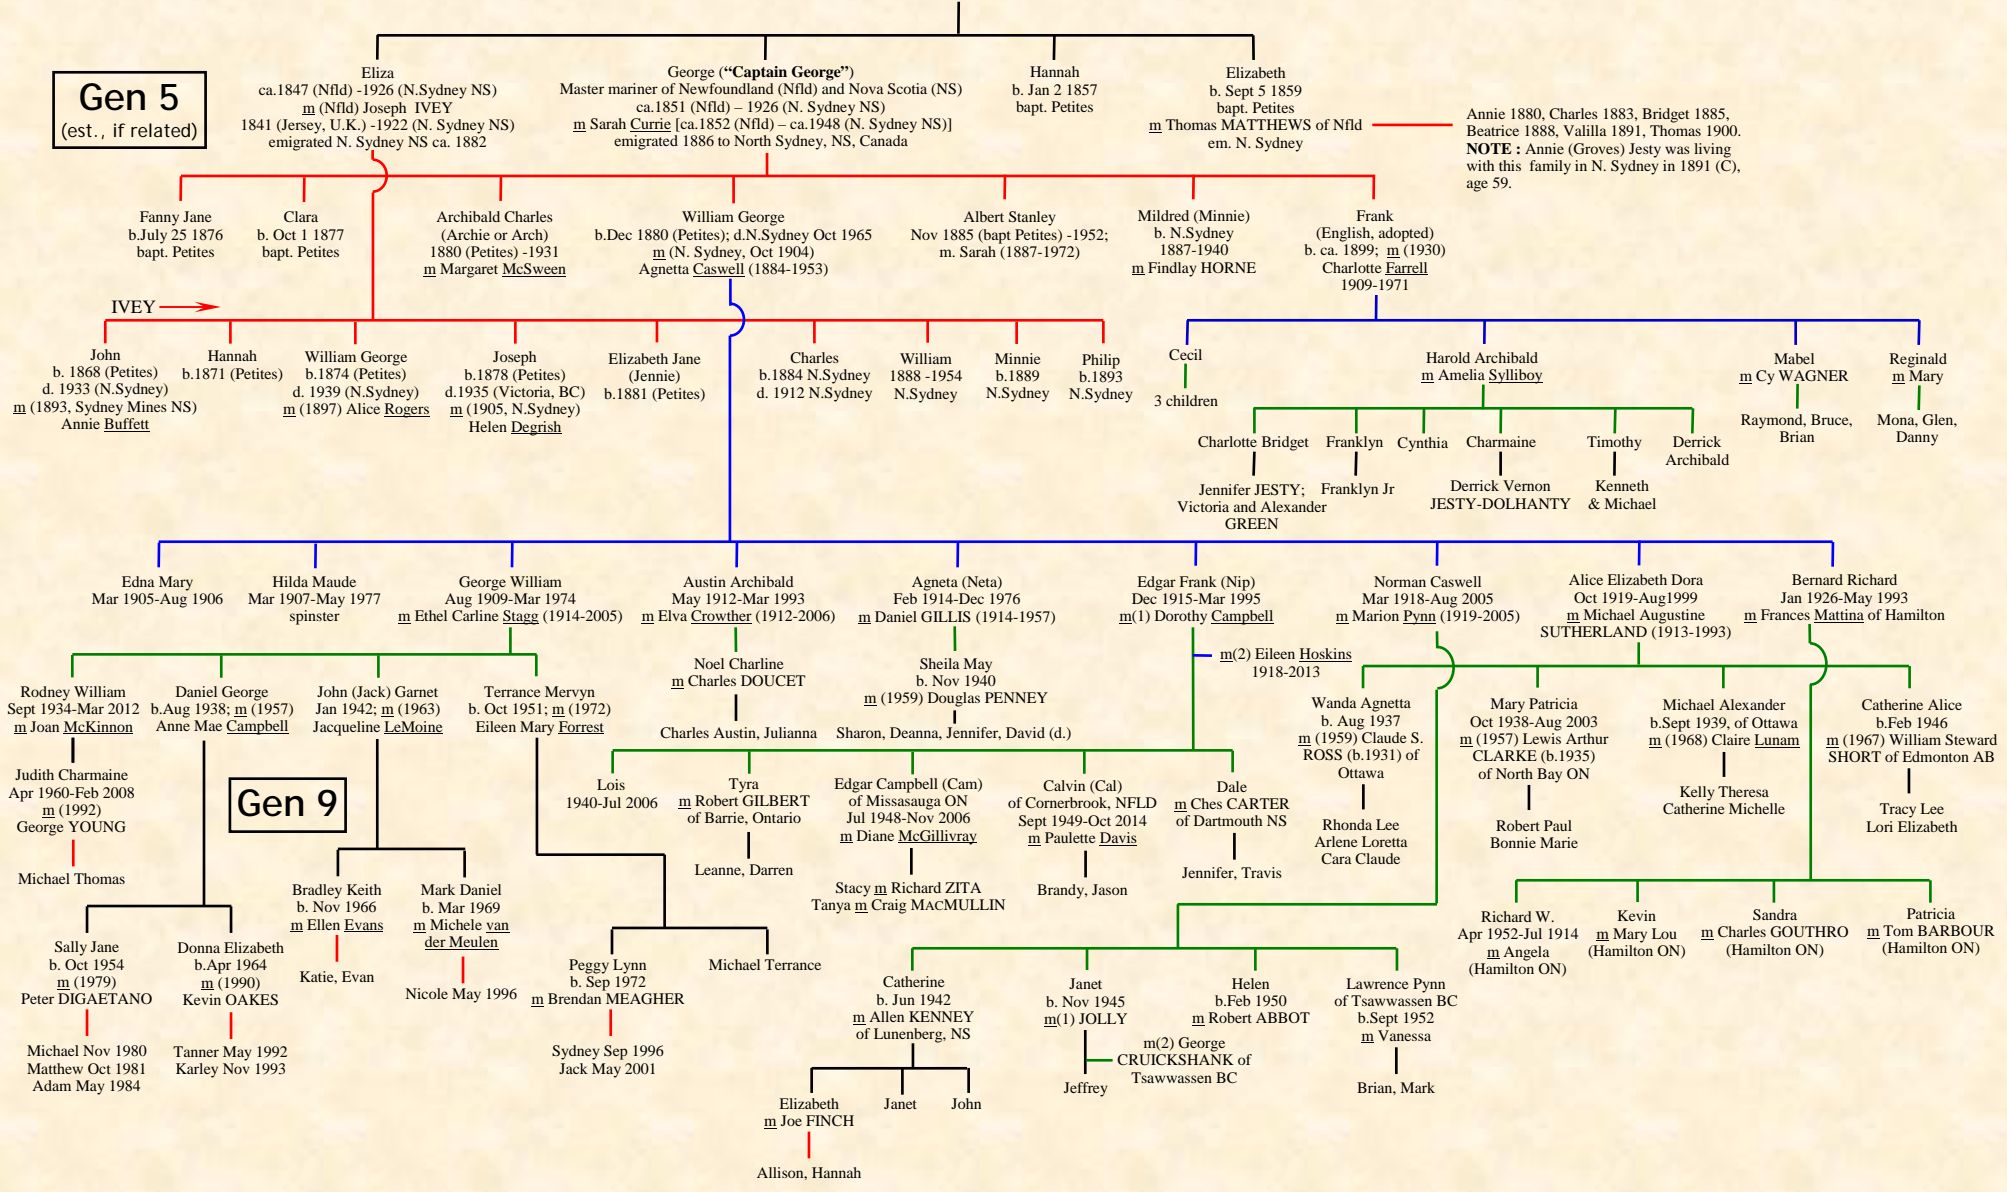 Gen 5
(est., if related)
Eliza
ca.1847 (Nfld) -1926 (N.Sydney NS)
m (Nfld) Joseph IVEY
1841 (Jersey, U.K.) -1922 (N. Sydney NS)
emigrated N. Sydney NS ca. 1882
George (“Captain George”)
Master mariner of Newfoundland (Nfld) and Nova Scotia (NS)
ca.1851 (Nfld) – 1926 (N. Sydney NS)
m Sarah Currie [ca.1852 (Nfld) – ca.1948 (N. Sydney NS)]
emigrated 1886 to North Sydney, NS, Canada
Hannah
b. Jan 2 1857
bapt. Petites
Elizabeth
b. Sept 5 1859
bapt. Petites
m Thomas MATTHEWS of Nfld
em. N. Sydney
Annie 1880, Charles 1883, Bridget 1885,
Beatrice 1888, Valilla 1891, Thomas 1900.
NOTE : Annie (Groves) Jesty was living
with this family in N. Sydney in 1891 (C),
age 59.
Fanny Jane
b.July 25 1876
bapt. Petites
Clara
b. Oct 1 1877
bapt. Petites
Archibald Charles
(Archie or Arch)
1880 (Petites) -1931
m Margaret McSween
William George
b.Dec 1880 (Petites); d.N.Sydney Oct 1965
m (N. Sydney, Oct 1904)
Agnetta Caswell (1884-1953)
Albert Stanley
Nov 1885 (bapt Petites) -1952;
m. Sarah (1887-1972)
Mildred (Minnie)
b. N.Sydney
1887-1940
m Findlay HORNE
Frank
(English, adopted)
b. ca. 1899; m (1930)
Charlotte Farrell
1909-1971
IVEY
John
b. 1868 (Petites)
d. 1933 (N.Sydney)
m (1893, Sydney Mines NS)
Annie Buffett
Hannah
b.1871 (Petites)
William George
b.1874 (Petites)
d. 1939 (N.Sydney)
m (1897) Alice Rogers
Joseph
b.1878 (Petites)
d.1935 (Victoria, BC)
m (1905, N.Sydney)
Helen Degrish
Elizabeth Jane
(Jennie)
b.1881 (Petites)
Charles
b.1884 N.Sydney
d. 1912 N.Sydney
William
1888 -1954
N.Sydney
Minnie
b.1889
N.Sydney
Philip
b.1893
N.Sydney
Cecil
3 children
Harold Archibald
m Amelia Sylliboy
Mabel
m Cy WAGNER
Raymond, Bruce,
Brian
Reginald
m Mary
Mona, Glen,
Danny
Charlotte Bridget
Jennifer JESTY;
Victoria and Alexander
GREEN
Franklyn
Franklyn Jr
Cynthia
Charmaine
Derrick Vernon
JESTY-DOLHANTY
Timothy
Kenneth
& Michael
Derrick
Archibald
Edna Mary
Mar 1905-Aug 1906
Hilda Maude
Mar 1907-May 1977
spinster
George William
Aug 1909-Mar 1974
m Ethel Carline Stagg (1914-2005)
Austin Archibald
May 1912-Mar 1993
m Elva Crowther (1912-2006)
Agneta (Neta)
Feb 1914-Dec 1976
m Daniel GILLIS (1914-1957)
Edgar Frank (Nip)
Dec 1915-Mar 1995
m(1) Dorothy Campbell
m(2) Eileen Hoskins
1918-2013
Norman Caswell
Mar 1918-Aug 2005
m Marion Pynn (1919-2005)
Alice Elizabeth Dora
Oct 1919-Aug1999
m Michael Augustine
SUTHERLAND (1913-1993)
Bernard Richard
Jan 1926-May 1993
m Frances Mattina of Hamilton
Rodney William
Sept 1934-Mar 2012
m Joan McKinnon
Judith Charmaine
Apr 1960-Feb 2008
m (1992)
George YOUNG
Michael Thomas
Daniel George
b.Aug 1938; m (1957)
Anne Mae Campbell
John (Jack) Garnet
Jan 1942; m (1963)
Jacqueline LeMoine
Terrance Mervyn
b. Oct 1951; m (1972)
Eileen Mary Forrest
Noel Charline
m Charles DOUCET
Charles Austin, Julianna
Sheila May
b. Nov 1940
m (1959) Douglas PENNEY
Sharon, Deanna, Jennifer, David (d.)
Wanda Agnetta
b. Aug 1937
m (1959) Claude S.
ROSS (b.1931) of
Ottawa
Rhonda Lee
Arlene Loretta
Cara Claude
Mary Patricia
Oct 1938-Aug 2003
m (1957) Lewis Arthur
CLARKE (b.1935)
of North Bay ON
Robert Paul
Bonnie Marie
Michael Alexander
b.Sept 1939, of Ottawa
m (1968) Claire Lunam
Kelly Theresa
Catherine Michelle
Catherine Alice
b.Feb 1946
m (1967) William Steward
SHORT of Edmonton AB
Tracy Lee
Lori Elizabeth
Gen 9
Lois
1940-Jul 2006
Tyra
m Robert GILBERT
of Barrie, Ontario
Leanne, Darren
Edgar Campbell (Cam)
of Missasauga ON
Jul 1948-Nov 2006
m Diane McGillivray
Stacy m Richard ZITA
Tanya m Craig MACMULLIN
Calvin (Cal)
of Cornerbrook, NFLD
Sept 1949-Oct 2014
m Paulette Davis
Brandy, Jason
Dale
m Ches CARTER
of Dartmouth NS
Jennifer, Travis
Sally Jane
b. Oct 1954
m (1979)
Peter DIGAETANO
Michael Nov 1980
Matthew Oct 1981
Adam May 1984
Donna Elizabeth
b.Apr 1964
m (1990)
Kevin OAKES
Tanner May 1992
Karley Nov 1993
Bradley Keith
b. Nov 1966
m Ellen Evans
Katie, Evan
Mark Daniel
b. Mar 1969
m Michele van
der Meulen
Nicole May 1996
Peggy Lynn
b. Sep 1972
m Brendan MEAGHER
Sydney Sep 1996
Jack May 2001
Michael Terrance
Richard W.
Apr 1952-Jul 1914
m Angela
(Hamilton ON)
Kevin
m Mary Lou
(Hamilton ON)
Sandra
m Charles GOUTHRO
(Hamilton ON)
Patricia
m Tom BARBOUR
(Hamilton ON)
Catherine
b. Jun 1942
m Allen KENNEY
of Lunenberg, NS
Janet
b. Nov 1945
m(1) JOLLY
m(2) George
CRUICKSHANK of
Tsawwassen BC
Jeffrey
Helen
b.Feb 1950
m Robert ABBOT
Lawrence Pynn
of Tsawwassen BC
b.Sept 1952
m Vanessa
Brian, Mark
Elizabeth
m Joe FINCH
Janet
John
Allison, Hannah